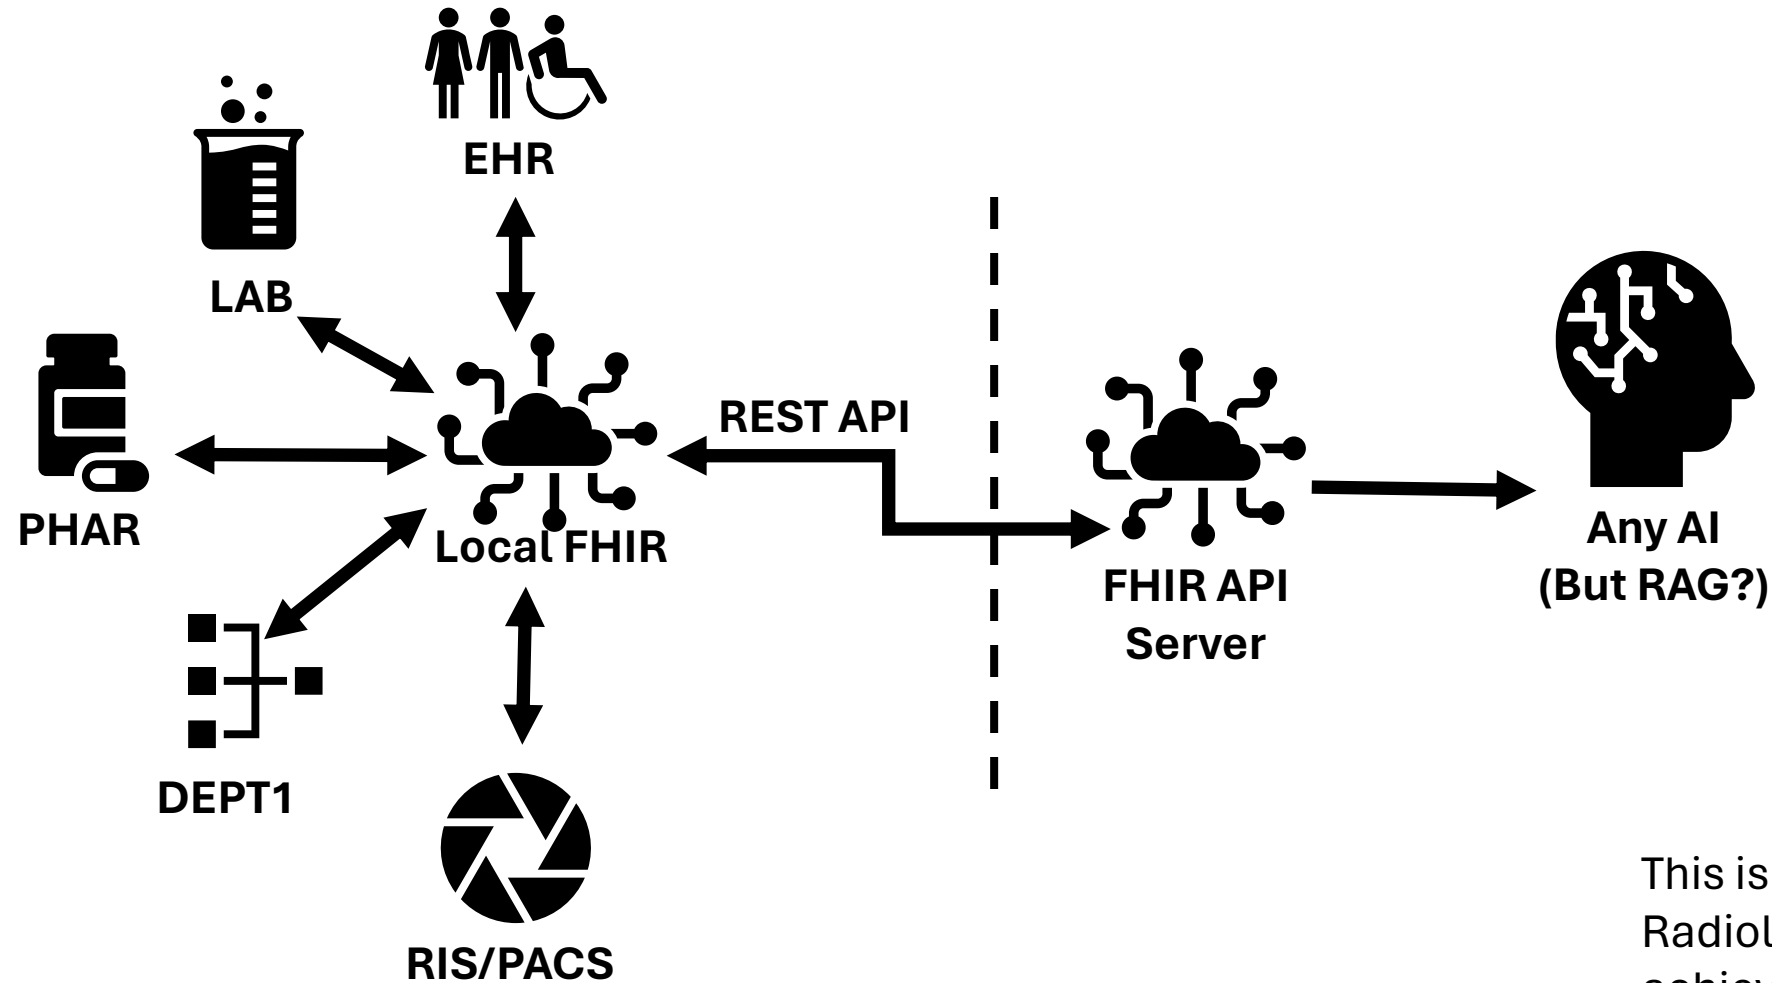 EHR
LAB
PHAR
Local FHIR
REST API
DEPT1
RIS/PACS
FHIR API
Server
Any AI
(But RAG?)
This is